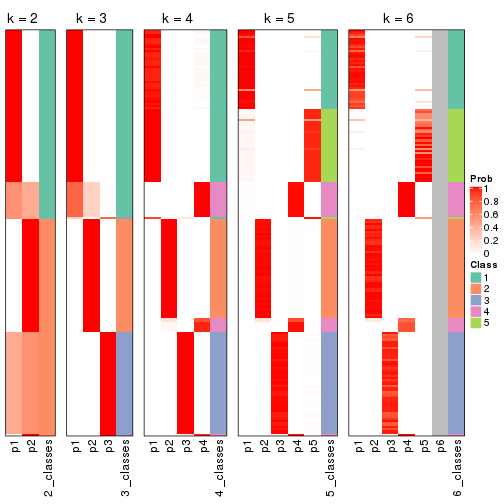 k = 2
k = 3
k = 4
k = 5
k = 6
Prob
1
0.8
0.6
0.4
0.2
0
Class
1
2
3
4
5
p1
p2
2_classes
p1
p2
p3
3_classes
p1
p2
p3
p4
4_classes
p1
p2
p3
p4
p5
5_classes
p1
p2
p3
p4
p5
p6
6_classes